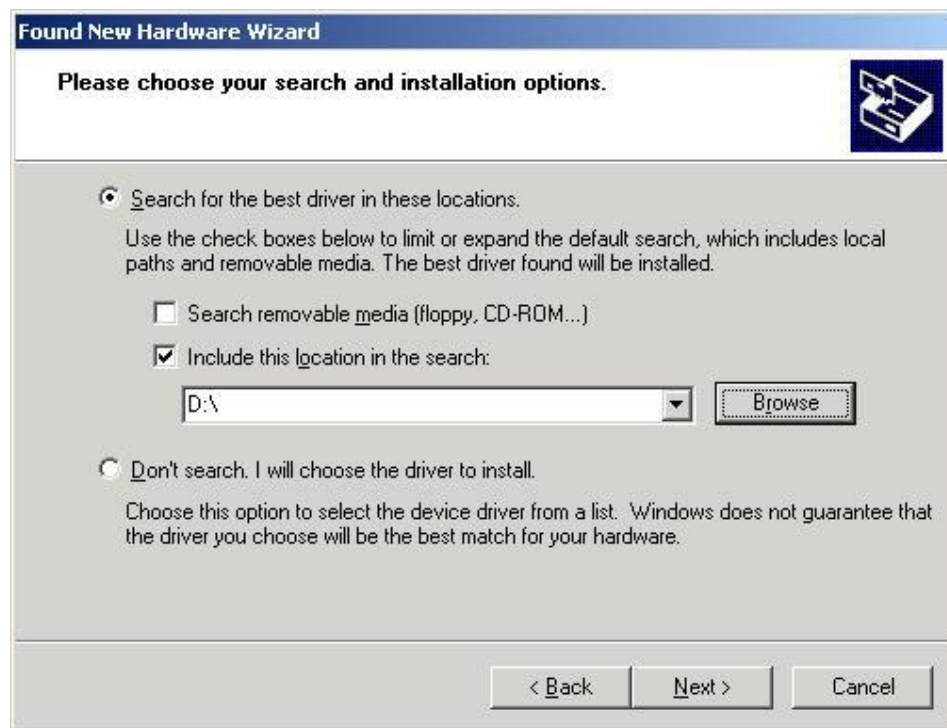 Found New Hardware Wizard
Please choose your search and installation options.
Search for the best driver in these locations.
Use the check boxes below to limit or expand the default search, which includes local
paths and removable media. The best driver found will be installed.
Search removable media (floppy, CD-ROM...)
Include this location in the search:
D:\
Browse
Don't search. I will choose the driver to install.
Choose this option to select the device driver from a list. Windows does not guarantee that
the driver you choose will be the best match for your hardware.
< Back
Next >
Cancel